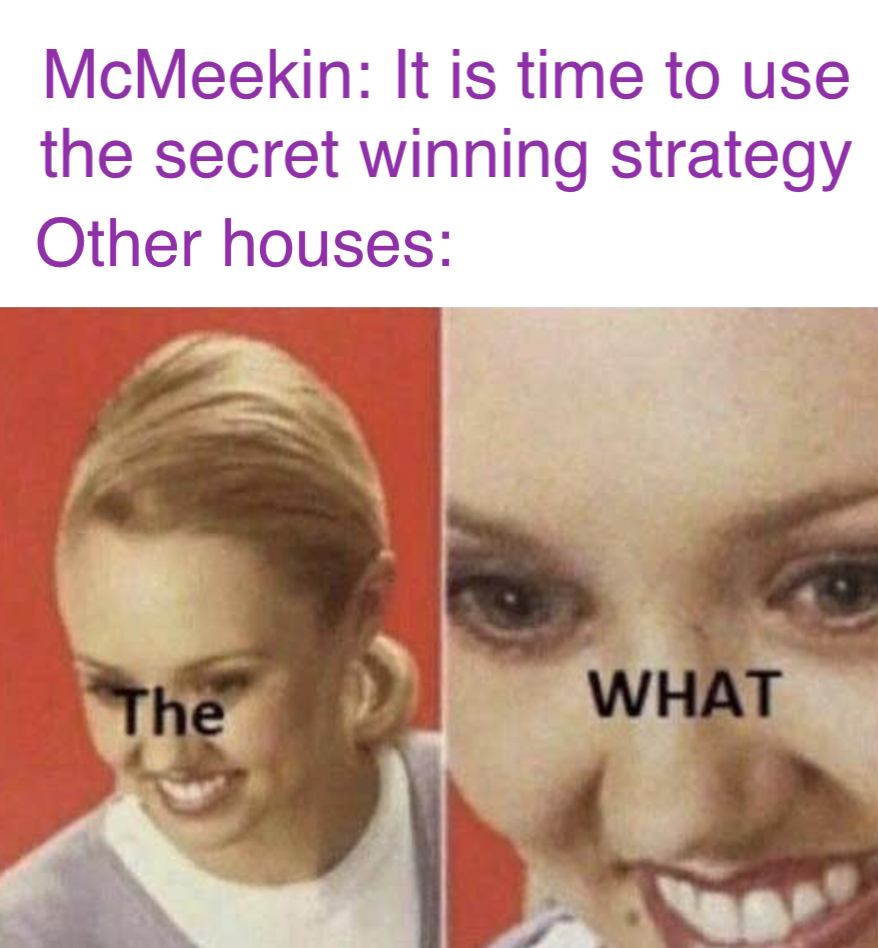 McMeekin: It is time to use
the secret winning strategy
Other houses:
The
WHAT